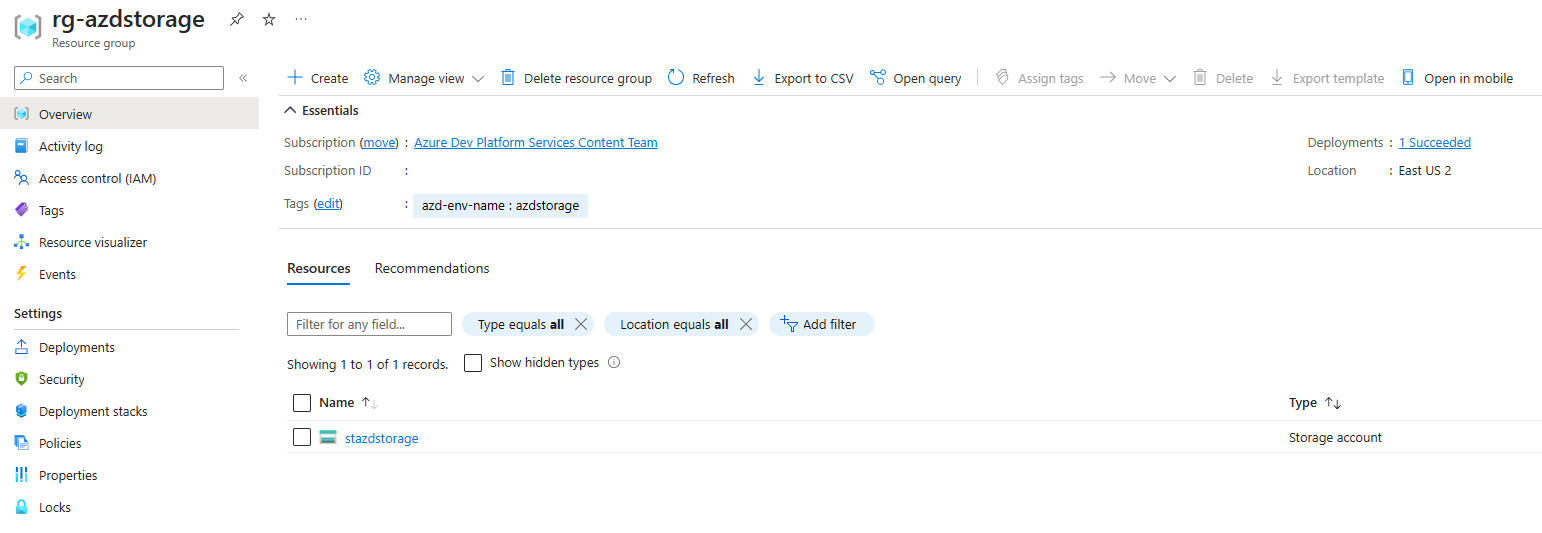 rg-azdstorage
Resource group
Search
Overview
Activity log
Access control (IAM)
Tags
Resource visualizer
Events
Settings
Deployments
Security
Deployment stacks
Policies
Properties
Locks
Create Manage view Delete resource group Refresh Export to CSV Open query Assign tags Move Delete Export template Open in mobile
Essentials
Subscription (move) : Azure Dev Platform Services Content Team
Subscription ID :
Tags (edit) : azd-env-name : azdstorage
Deployments : 1 Succeeded
Location : East US 2
Resources Recommendations
Filter for any field... Type equals all Location equals all Add filter
Showing 1 to 1 of 1 records. Show hidden types
Name Type
stazdstorage Storage account